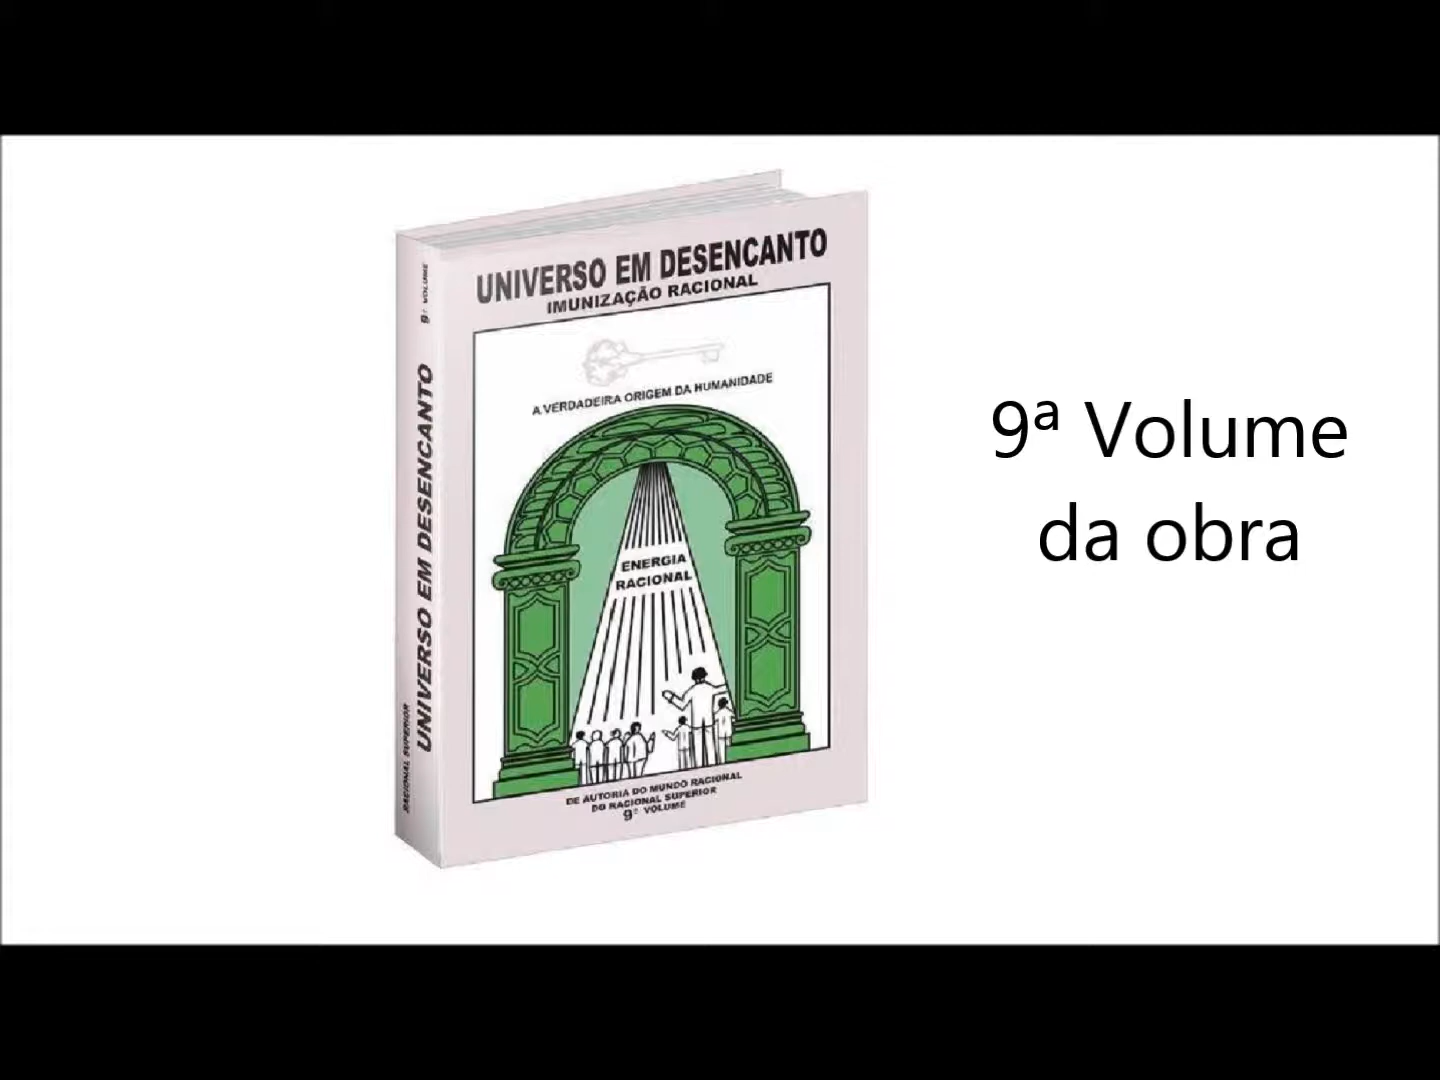 UNIVERSO EM DESENCANTO
IMUNIZAÇÃO RACIONAL
A VERDADEIRA ORIGEM DA HUMANIDADE
ENERGIA
RACIONAL
DE AUTORIA DO MUNDO RACIONAL
DO RACIONAL SUPERIOR
9º VOLUME
RACIONAL SUPERIOR
UNIVERSO EM DESENCANTO
9º VOLUME
9ª Volume
da obra